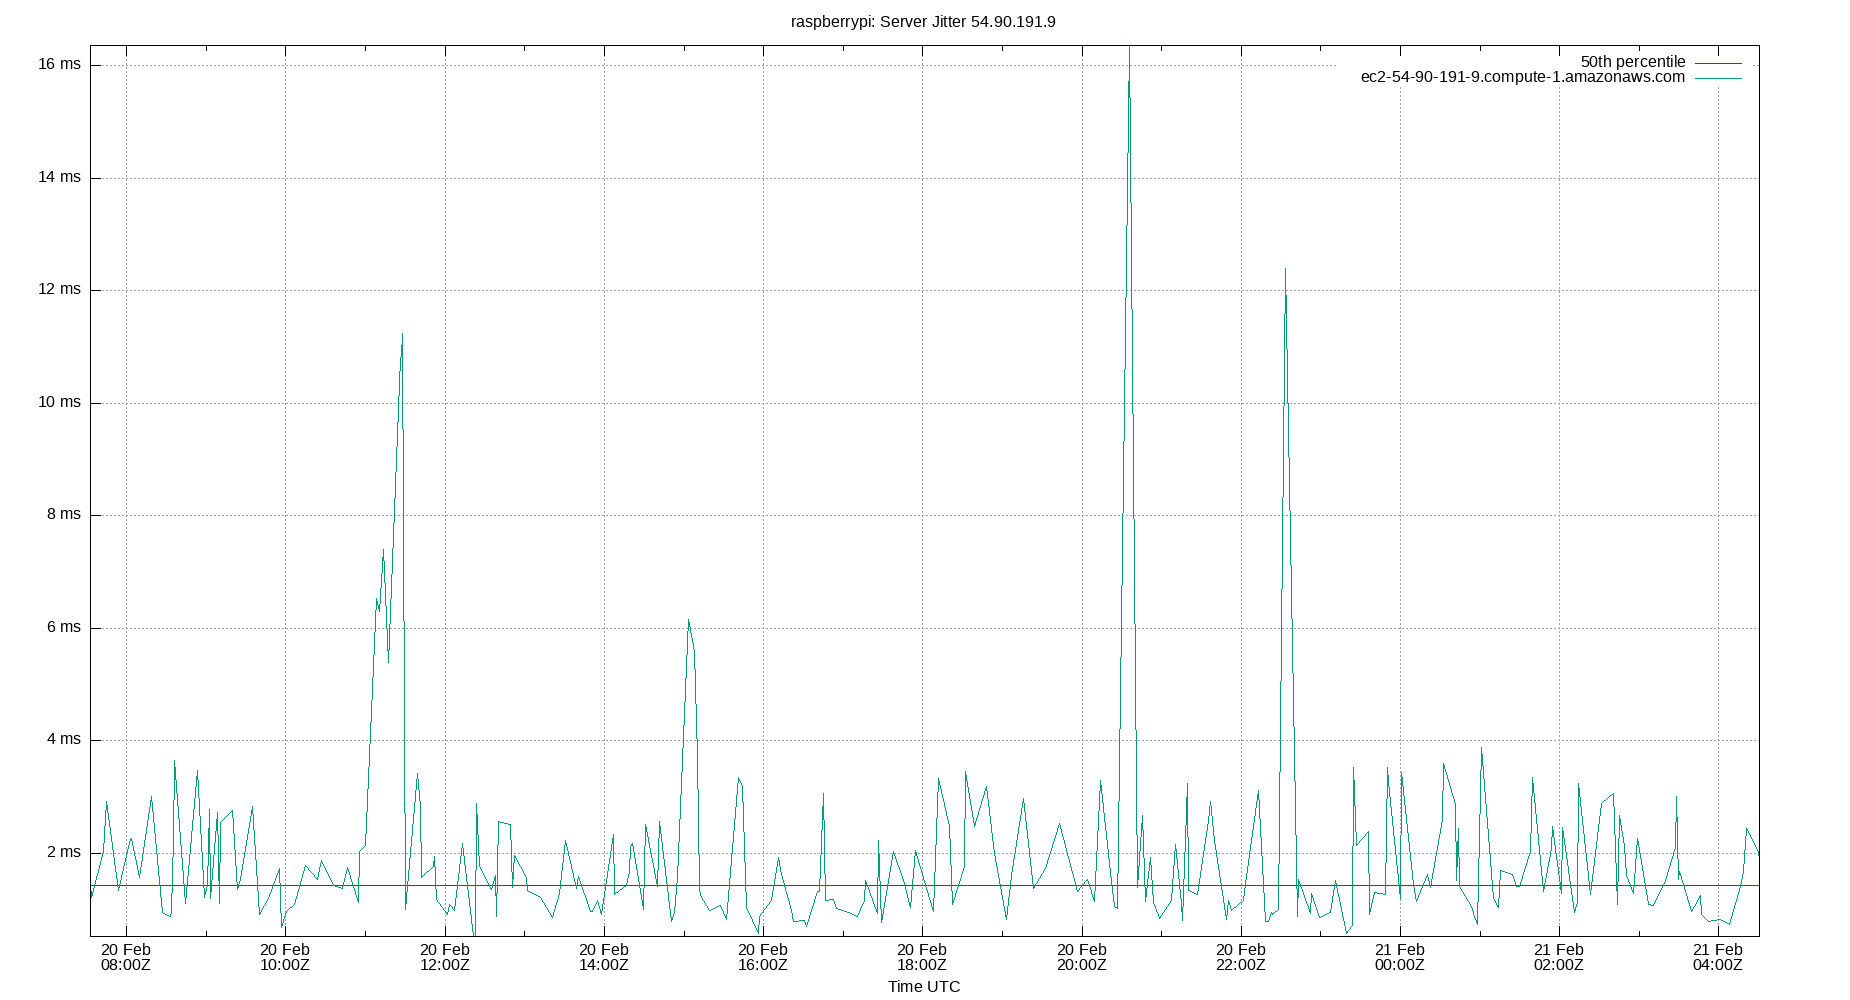 raspberrypi: Server Jitter 54.90.191.9
50th percentile
ec2-54-90-191-9.compute-1.amazonaws.com
16 ms
14 ms
12 ms
10 ms
8 ms
6 ms
4 ms
2 ms
20 Feb 20 Feb 20 Feb 20 Feb 20 Feb 20 Feb 20 Feb 20 Feb 21 Feb 21 Feb 21 Feb
08:00Z 10:00Z 12:00Z 14:00Z 16:00Z 18:00Z 20:00Z 22:00Z 00:00Z 02:00Z 04:00Z
Time UTC